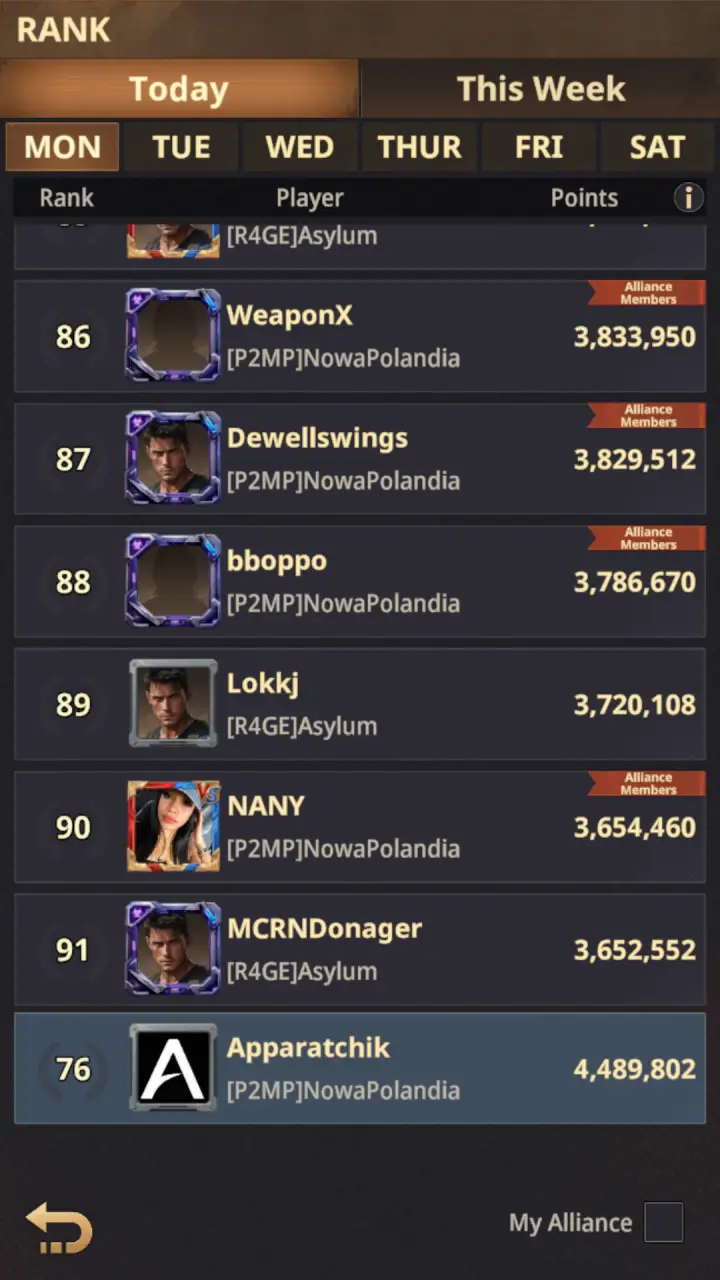 RANK
Today
This Week
MON
TUE
WED
THUR
FRI
SAT
Rank
Player
Points
i
[R4GE]Asylum
Alliance
Members
86
WeaponX
[P2MP]NowaPolandia
3,833,950
Alliance
Members
87
Dewellswings
[P2MP]NowaPolandia
3,829,512
Alliance
Members
88
bboppo
[P2MP]NowaPolandia
3,786,670
89
Lokkj
[R4GE]Asylum
3,720,108
Alliance
Members
90
VS
NANY
[P2MP]NowaPolandia
3,654,460
91
MCRNDonager
[R4GE]Asylum
3,652,552
76
A
Apparatchik
[P2MP]NowaPolandia
4,489,802
My Alliance